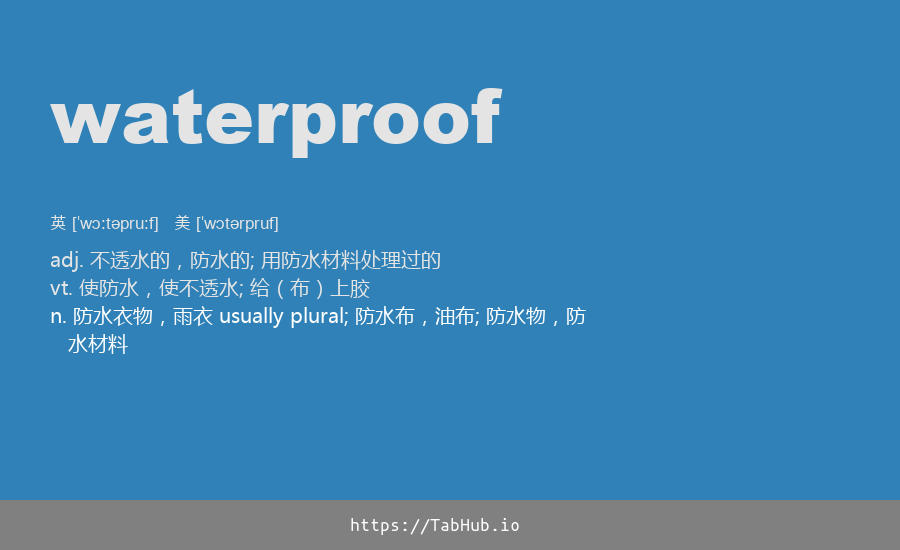 waterproof
英 [ˈwɔːtəpruːf] 美 [ˈwɔtərpruf]
adj. 不透水的，防水的; 用防水材料处理过的
vt. 使防水，使不透水; 给（布）上胶
n. 防水衣物，雨衣 usually plural; 防水布，油布; 防水物，防
水材料
https://TabHub.io